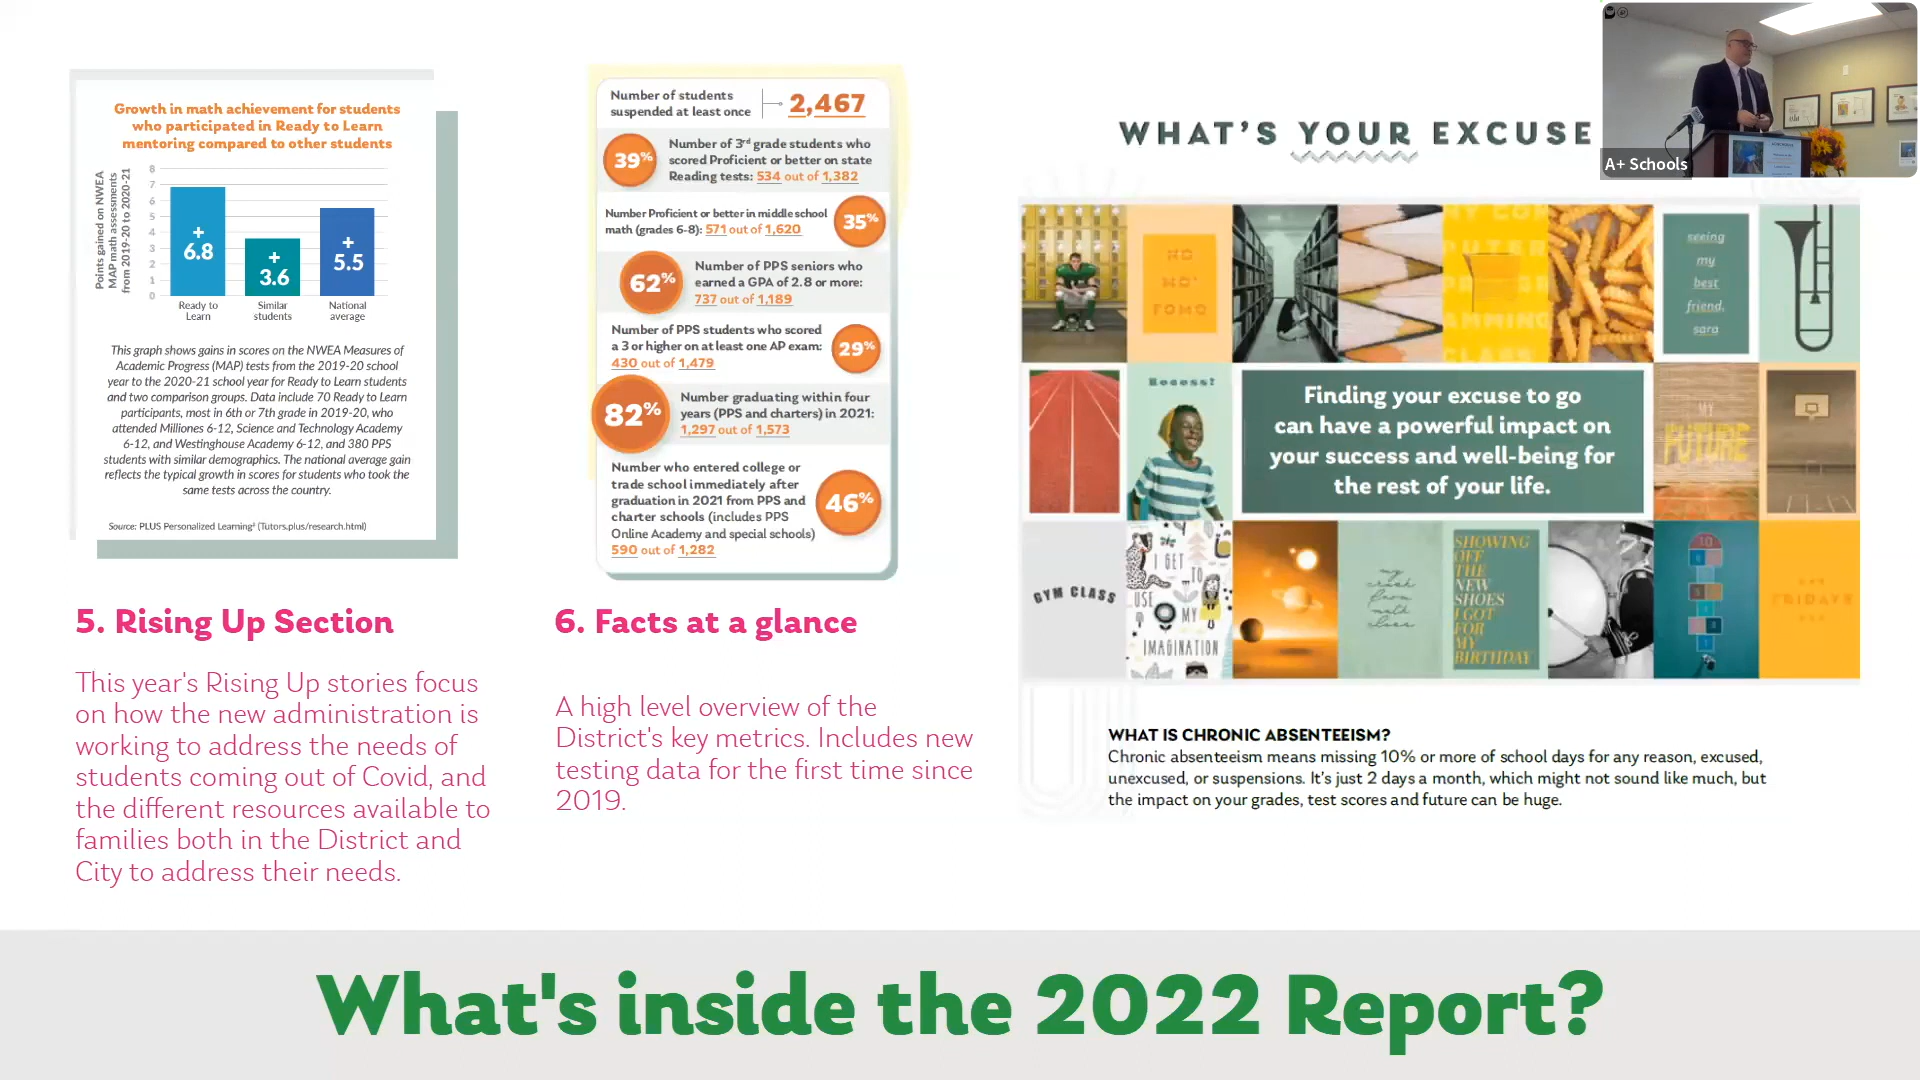 Growth in math achievement for students
who participated in Ready to Learn
mentoring compared to other students
Points gained on NWEA
MAP math assessments
from 2019-20 to 2020-21
8
7
6
5
4
3
2
1
0
+
6.8
+
3.6
+
5.5
Ready to
Learn
Similar
students
National
average
This graph shows gains in scores on the NWEA Measures of
Academic Progress (MAP) tests from the 2019-20 school
year to the 2020-21 school year for Ready to Learn students
and two comparison groups. Data include 70 Ready to Learn
participants, most in 6th or 7th grade in 2019-20, who
attended Milliones 6-12, Science and Technology Academy
6-12, and Westinghouse Academy 6-12, and 380 PPS
students with similar demographics. The national average gain
reflects the typical growth in scores for students who took the
same tests across the country.
Source: PLUS Personalized Learning³ (Tutors.plus/research.html)
5. Rising Up Section
This year's Rising Up stories focus
on how the new administration is
working to address the needs of
students coming out of Covid, and
the different resources available to
families both in the District and
City to address their needs.
Number of students
suspended at least once
2,467
39%
Number of 3rd grade students who
scored Proficient or better on state
Reading tests: 534 out of 1,382
Number Proficient or better in middle school
math (grades 6-8): 571 out of 1,620
35%
62%
Number of PPS seniors who
earned a GPA of 2.8 or more:
737 out of 1,189
Number of PPS students who scored
a 3 or higher on at least one AP exam:
430 out of 1,479
29%
82%
Number graduating within four
years (PPS and charters) in 2021:
1,297 out of 1,573
Number who entered college or
trade school immediately after
graduation in 2021 from PPS and
charter schools (includes PPS
Online Academy and special schools)
590 out of 1,282
46%
6. Facts at a glance
A high level overview of the
District's key metrics. Includes new
testing data for the first time since
2019.
WHAT'S YOUR EXCUSE
A+ Schools
NO
MO'
FOMO
MY COM
PUTER
PRO
GRAMMING
CLASS
seeing
my
best
friend,
sara
Recess!
Finding your excuse to go
can have a powerful impact on
your success and well-being for
the rest of your life.
MY
FUTURE
GYM CLASS
I GET
TO
USE
MY
IMAGINATION
my
crush
from
math
class
SHOWING
OFF
THE
NEW
SHOES
I GOT
FOR
MY
BIRTHDAY
10
FRIDAYS
WHAT IS CHRONIC ABSENTEEISM?
Chronic absenteeism means missing 10% or more of school days for any reason, excused,
unexcused, or suspensions. It's just 2 days a month, which might not sound like much, but
the impact on your grades, test scores and future can be huge.
What's inside the 2022 Report?